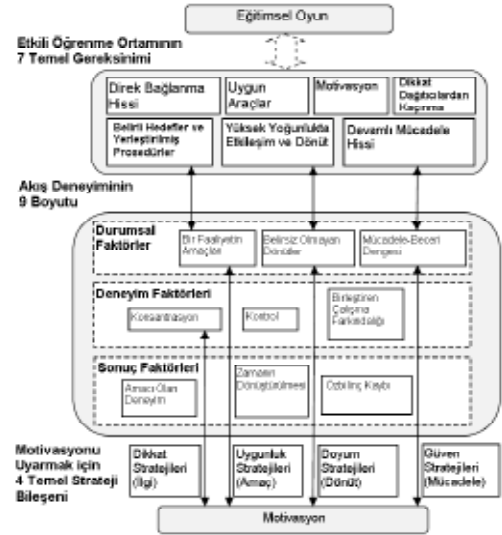 Eğitimsel Oyun
Etkili Öğrenme Ortamının
7 Temel Gereksinimi
Direk Bağlanma
Hissi
Uygun
Araçlar
Motivasyon
Dikkat
Dağıtıcılardan
Kaçınma
Belirli Hedefler ve
Yerleştirilmiş
Prosedürler
Yüksek Yoğunlukta
Etkileşim ve Dönüt
Devamlı Mücadele
Hissi
Akış Deneyiminin
9 Boyutu
Durumsal
Faktörler
Bir Faaliyetin
Amaçları
Belirsiz Olmayan
Dönütler
Mücadele-Beceri
Dengesi
Deneyim Faktörleri
Konsantrasyon
Kontrol
Birleştiren
Çalışma
Farkındalığı
Sonuç Faktörleri
Amacı Olan
Deneyim
Zamanın
Dönüştürülmesi
Özbilinç Kaybı
Motivasyonu
Uyarmak için
4 Temel Strateji
Bileşeni
Dikkat
Stratejileri
(İlgi)
Uygunluk
Stratejileri
(Amaç)
Doyum
Stratejileri
(Dönüt)
Güven
Stratejileri
(Mücadele)
Motivasyon